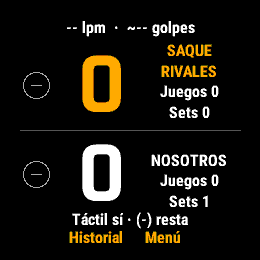 -- lpm · ~-- golpes
SAQUE
RIVALES
0
Juegos 0
Sets 0
NOSOTROS
0
Juegos 0
Sets 1
Táctil sí · (-) resta
Historial Menú